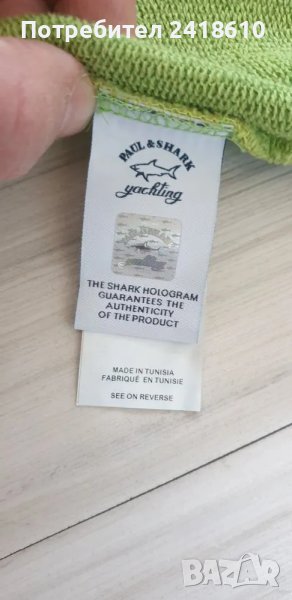 Потребител 2418610
PAUL & SHARK
yachting
THE SHARK HOLOGRAM
GUARANTEES THE
AUTHENTICITY
OF THE PRODUCT
MADE IN TUNISIA
FABRIQUÉ EN TUNISIE
SEE ON REVERSE
BAZAR